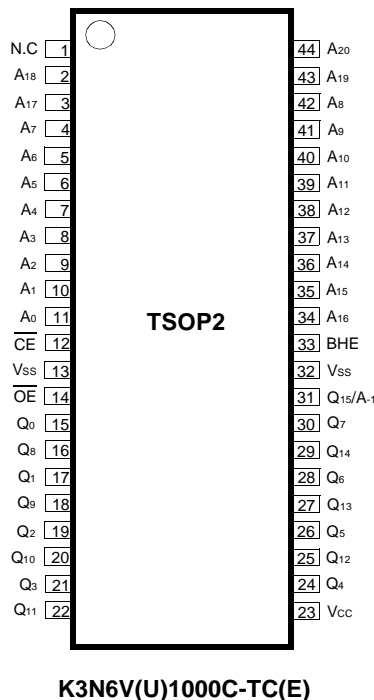 N.C 1 44 A20
A18 2 43 A19
A17 3 42 A8
A7 4 41 A9
A6 5 40 A10
A5 6 39 A11
A4 7 38 A12
A3 8 37 A13
A2 9 36 A14
A1 10 35 A15
A0 11 34 A16
TSOP2
CE 12 33 BHE
VSS 13 32 VSS
OE 14 31 Q15/A-1
Q0 15 30 Q7
Q8 16 29 Q14
Q1 17 28 Q6
Q9 18 27 Q13
Q2 19 26 Q5
Q10 20 25 Q12
Q3 21 24 Q4
Q11 22 23 VCC
K3N6V(U)1000C-TC(E)